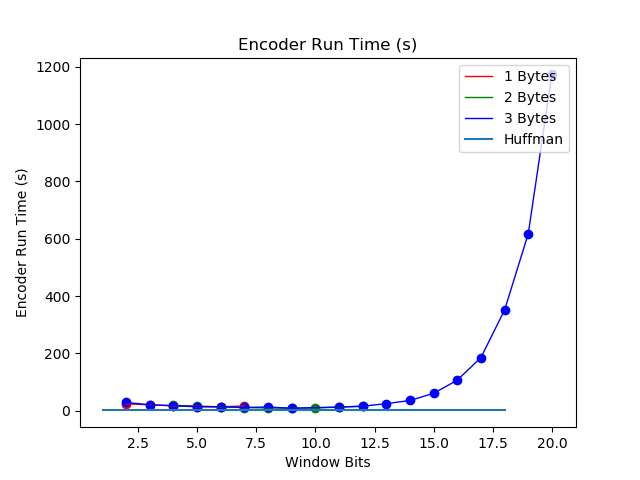 Encoder Run Time (s)
1 Bytes
2 Bytes
3 Bytes
Huffman
Encoder Run Time (s)
1200
1000
800
600
400
200
0
2.5 5.0 7.5 10.0 12.5 15.0 17.5 20.0
Window Bits